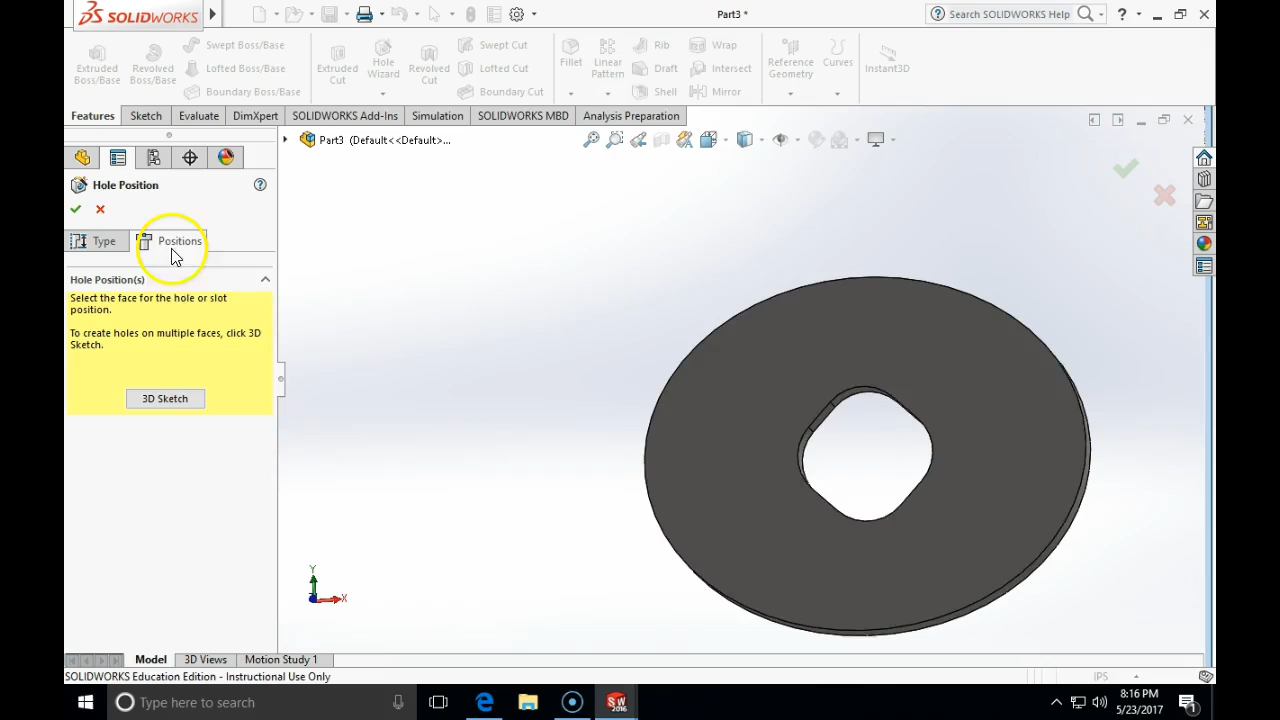 SOLIDWORKS
Part3 *
Search SOLIDWORKS Help
?
Extruded Boss/Base
Revolved Boss/Base
Swept Boss/Base
Lofted Boss/Base
Boundary Boss/Base
Extruded Cut
Hole Wizard
Revolved Cut
Swept Cut
Lofted Cut
Boundary Cut
Fillet
Linear Pattern
Rib
Draft
Shell
Wrap
Intersect
Mirror
Reference Geometry
Curves
Instant3D
Features
Sketch
Evaluate
DimXpert
SOLIDWORKS Add-Ins
Simulation
SOLIDWORKS MBD
Analysis Preparation
Part3 (Default<<Default>...
Hole Position
?
Type
Positions
Hole Position(s)
Select the face for the hole or slot
position.
To create holes on multiple faces, click 3D
Sketch.
3D Sketch
Y
X
Model
3D Views
Motion Study 1
SOLIDWORKS Education Edition - Instructional Use Only
IPS
Type here to search
SW
2016
8:16 PM
5/23/2017
1